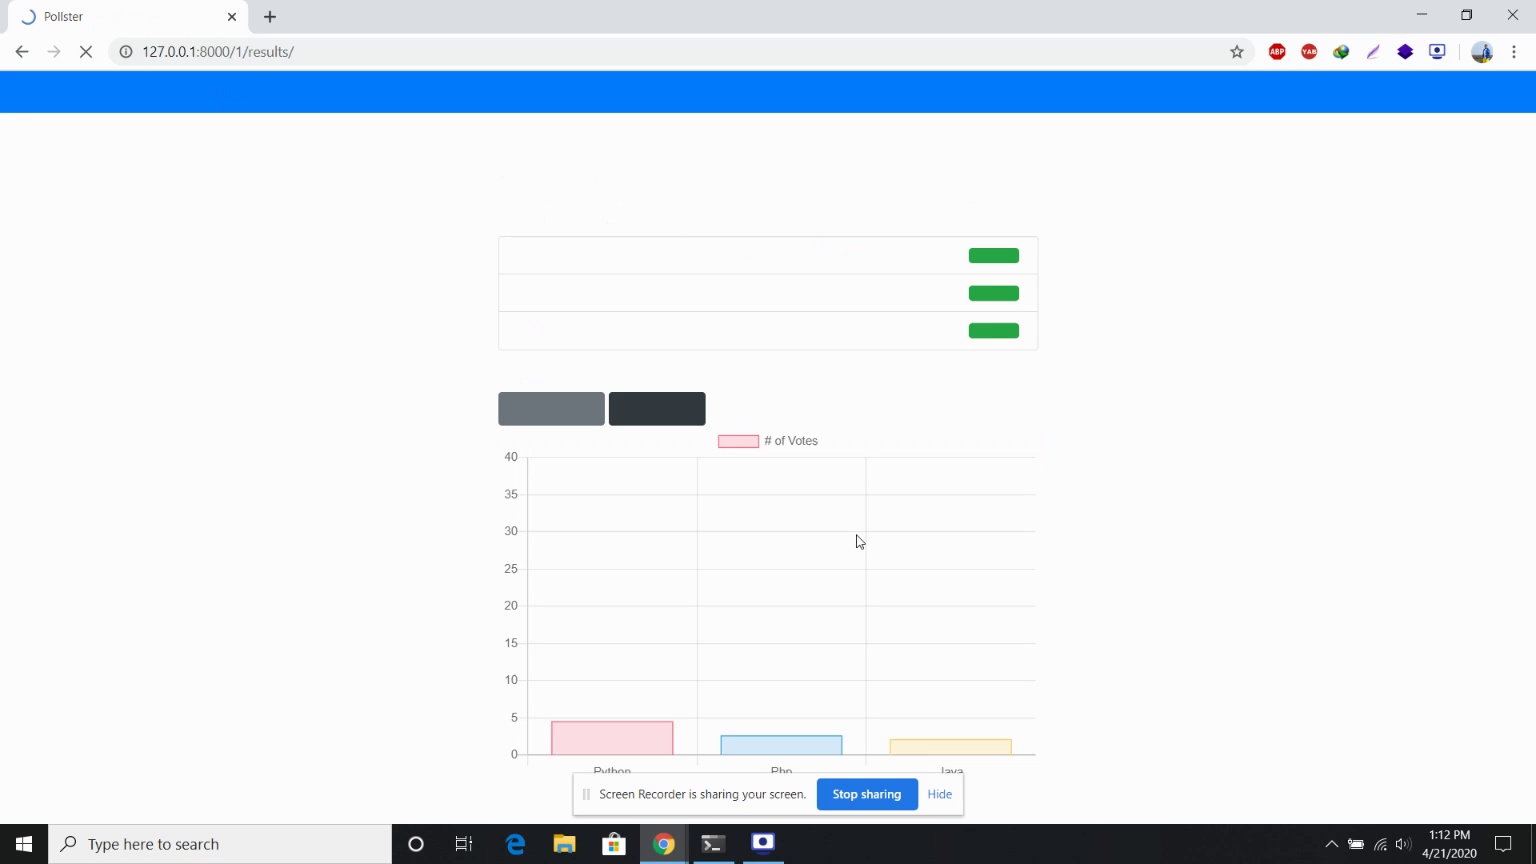 Pollster
127.0.0.1:8000/1/results/
ABP
YAB
# of Votes
40
35
30
25
20
15
10
5
0
Python
Php
Java
Screen Recorder is sharing your screen.
Stop sharing
Hide
Type here to search
1:12 PM
4/21/2020